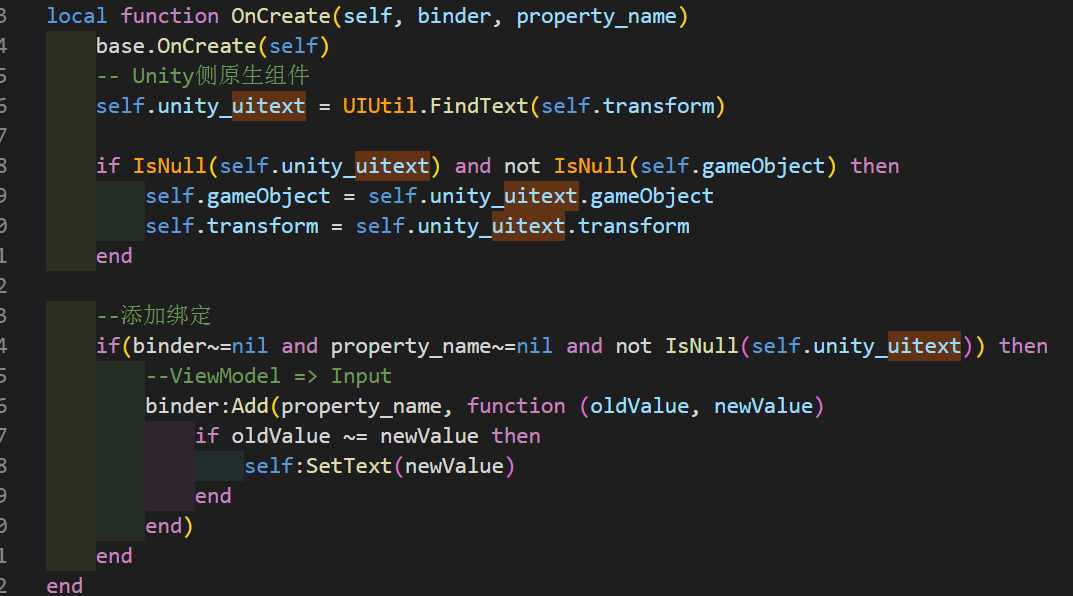 3 local function OnCreate(self, binder, property_name)
4     base.OnCreate(self)
5     -- Unity侧原生组件
6     self.unity_uitext = UIUtil.FindText(self.transform)
7
8     if IsNull(self.unity_uitext) and not IsNull(self.gameObject) then
9         self.gameObject = self.unity_uitext.gameObject
0         self.transform = self.unity_uitext.transform
1     end
2
3     --添加绑定
4     if(binder~=nil and property_name~=nil and not IsNull(self.unity_uitext)) then
5         --ViewModel => Input
6         binder:Add(property_name, function (oldValue, newValue)
7             if oldValue ~= newValue then
8                 self:SetText(newValue)
9             end
0         end)
1     end
2 end